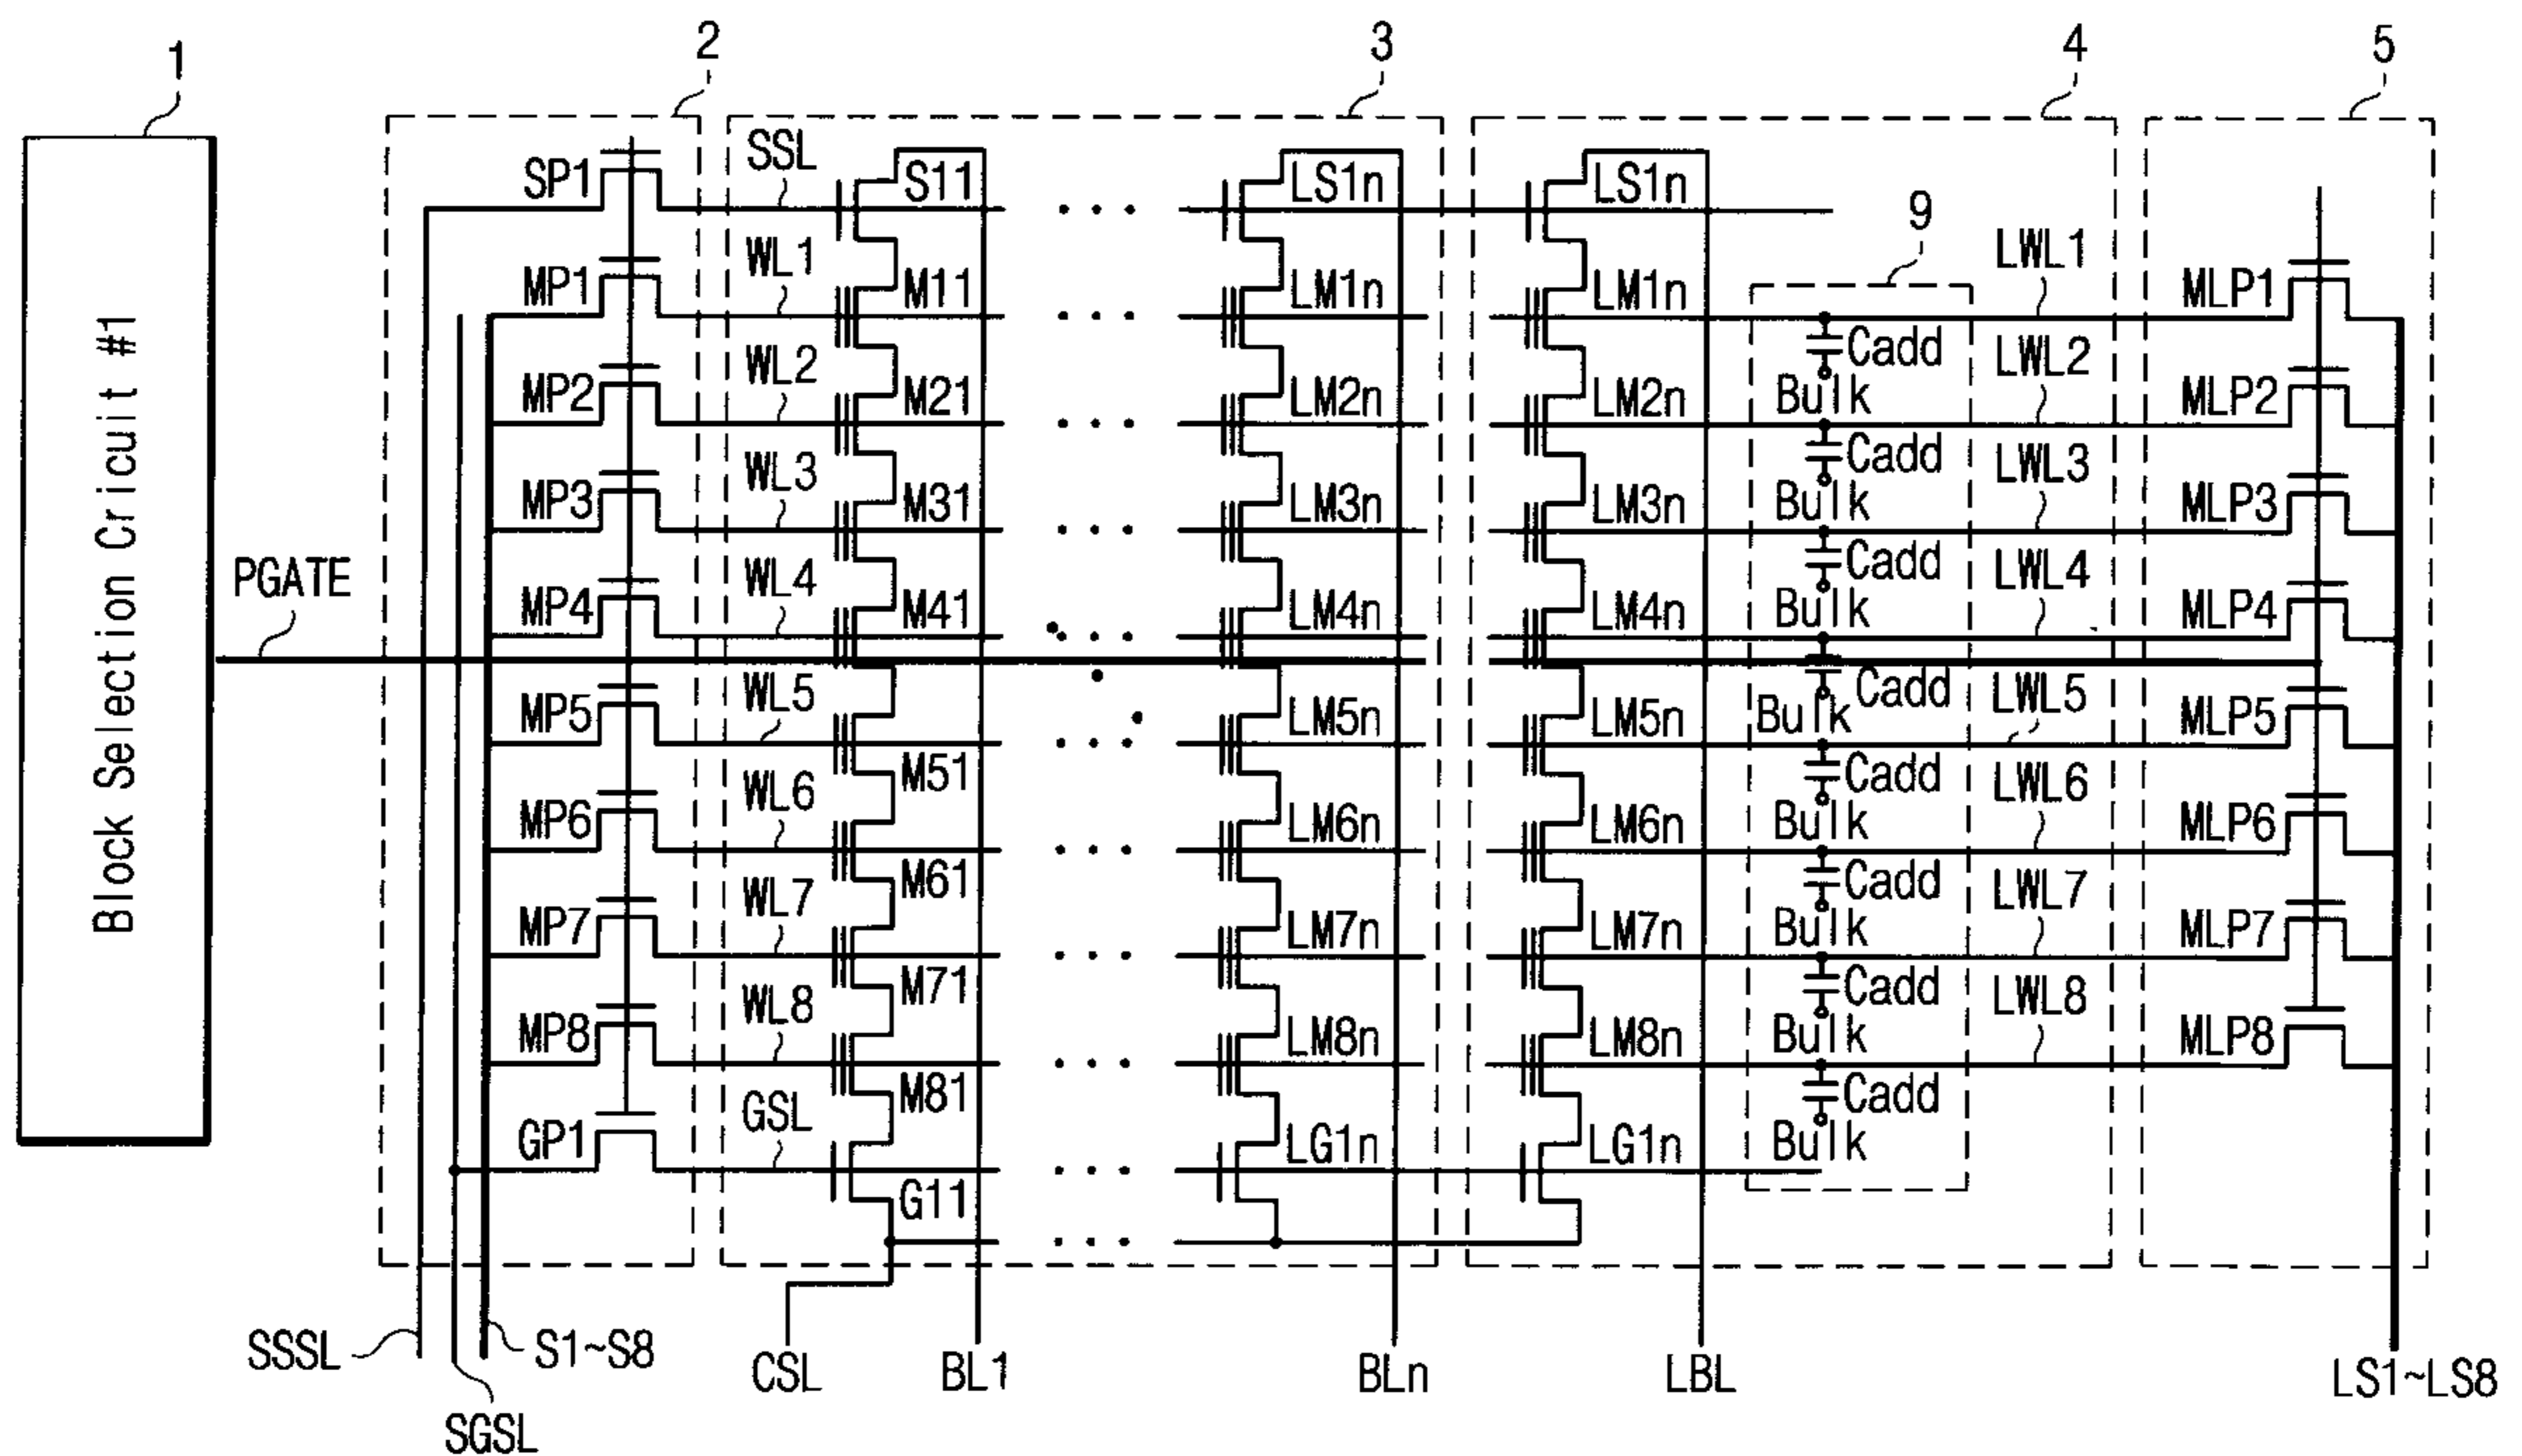 1
2
3
4
5
SP1
SSL
S11
LS1n
LS1n
9
MP1
WL1
M11
LM1n
LM1n
LWL1
MLP1
Cadd
Bulk
MP2
WL2
M21
LM2n
LM2n
LWL2
MLP2
Cadd
Bulk
MP3
WL3
M31
LM3n
LM3n
LWL3
MLP3
Cadd
Bulk
Block Selection Cricuit #1
PGATE
MP4
WL4
M41
LM4n
LM4n
LWL4
MLP4
Cadd
Bulk
MP5
WL5
M51
LM5n
LM5n
LWL5
MLP5
Cadd
Bulk
MP6
WL6
M61
LM6n
LM6n
LWL6
MLP6
Cadd
Bulk
MP7
WL7
M71
LM7n
LM7n
LWL7
MLP7
Cadd
Bulk
MP8
WL8
M81
LM8n
LM8n
LWL8
MLP8
Cadd
Bulk
GP1
GSL
G11
LG1n
LG1n
SSSL
S1~S8
SGSL
CSL
BL1
BLn
LBL
LS1~LS8